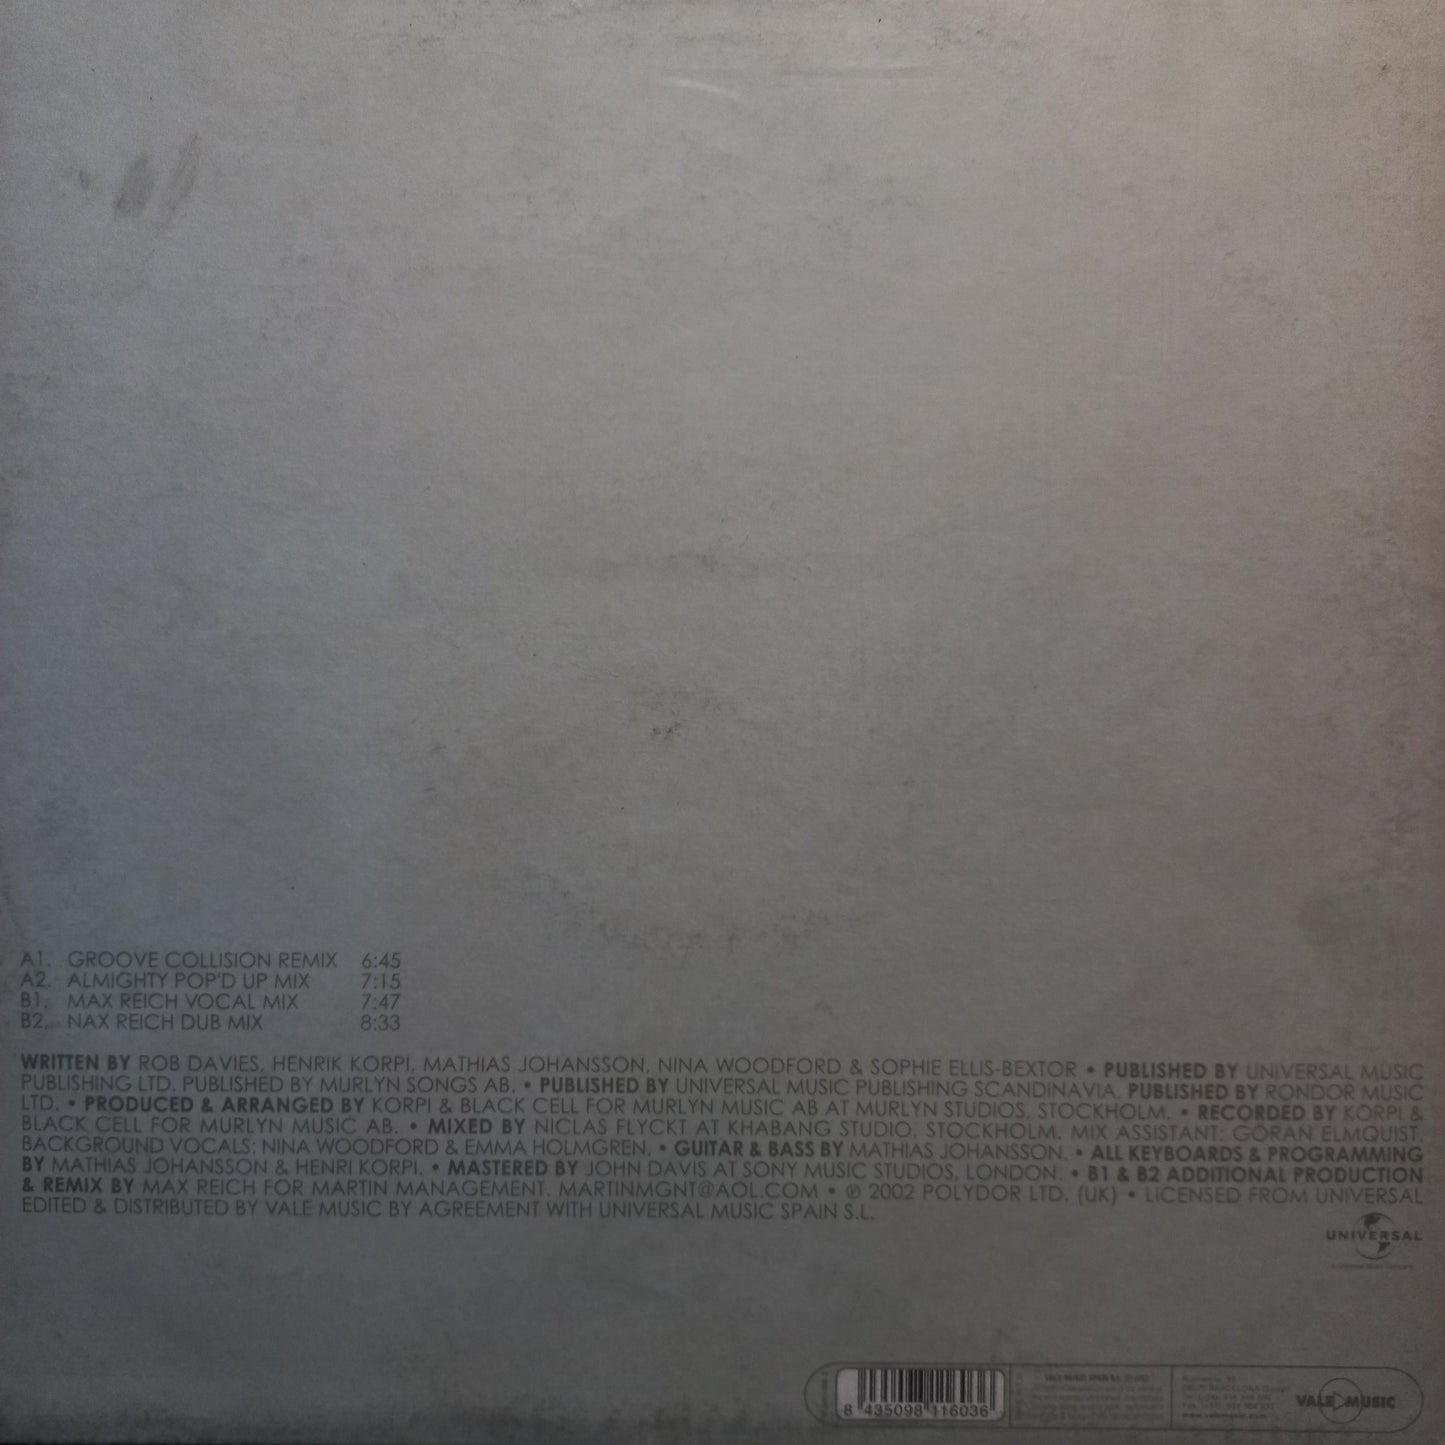 A1. GROOVE COLLISION REMIX 6:45
A2. ALMIGHTY POP'D UP MIX 7:15
B1. MAX REICH VOCAL MIX 7:47
B2. NAX REICH DUB MIX 8:33
WRITTEN BY ROB DAVIES, HENRIK KORPI, MATHIAS JOHANSSON. NINA WOODFORD & SOPHIE ELLIS-BEXTOR • PUBLISHED BY UNIVERSAL MUSIC
PUBLISHING LTD. PUBLISHED BY MURLYN SONGS AB. • PUBLISHED BY UNIVERSAL MUSIC PUBLISHING SCANDINAVIA. PUBLISHED BY RONDOR MUSIC
LTD. • PRODUCED & ARRANGED BY KORPI & BLACK CELL FOR MURLYN MUSIC AB AT MURLYN STUDIOS, STOCKHOLM. • RECORDED BY KORPI &
BLACK CELL FOR MURLYN MUSIC AB. • MIXED BY NICLAS FLYCKT AT KHABANG STUDIO, STOCKHOLM. MIX ASSISTANT: GÖRAN ELMQUIST.
BACKGROUND VOCALS: NINA WOODFORD & EMMA HOLMGREN. • GUITAR & BASS BY MATHIAS JOHANSSON. • ALL KEYBOARDS & PROGRAMMING
BY MATHIAS JOHANSSON & HENRI KORPI. • MASTERED BY JOHN DAVIS AT SONY MUSIC STUDIOS, LONDON. • B1 & B2 ADDITIONAL PRODUCTION
& REMIX BY MAX REICH FOR MARTIN MANAGEMENT. MARTINMGNT@AOL.COM • ℗ 2002 POLYDOR LTD, (UK) • LICENSED FROM UNIVERSAL
EDITED & DISTRIBUTED BY VALE MUSIC BY AGREEMENT WITH UNIVERSAL MUSIC SPAIN S.L.
UNIVERSAL
8 435098 116036
www.valemusic.com
VALE MUSIC